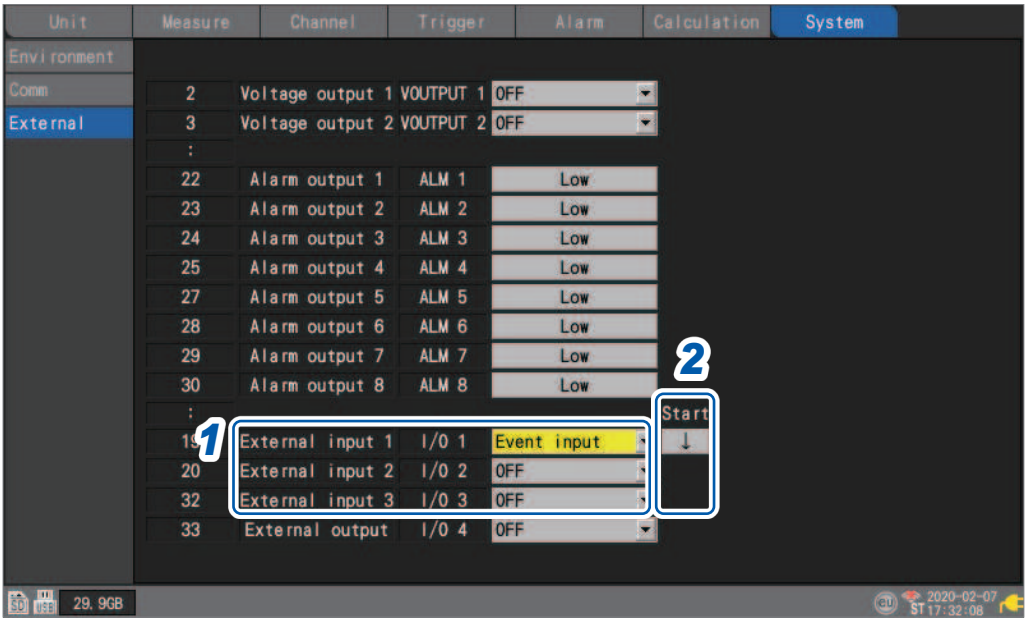 Unit Measure Channel Trigger Alarm Calculation System
Environment
Comm
External
2 Voltage output 1 VOUTPUT 1 OFF
3 Voltage output 2 VOUTPUT 2 OFF
:
22 Alarm output 1 ALM 1 Low
23 Alarm output 2 ALM 2 Low
24 Alarm output 3 ALM 3 Low
25 Alarm output 4 ALM 4 Low
27 Alarm output 5 ALM 5 Low
28 Alarm output 6 ALM 6 Low
29 Alarm output 7 ALM 7 Low
30 Alarm output 8 ALM 8 Low
2
: Start
1
19 External input 1 I/O 1 Event input ↓
20 External input 2 I/O 2 OFF
32 External input 3 I/O 3 OFF
33 External output I/O 4 OFF
SD USB 29.9GB eu 2020-02-07
ST 17:32:08